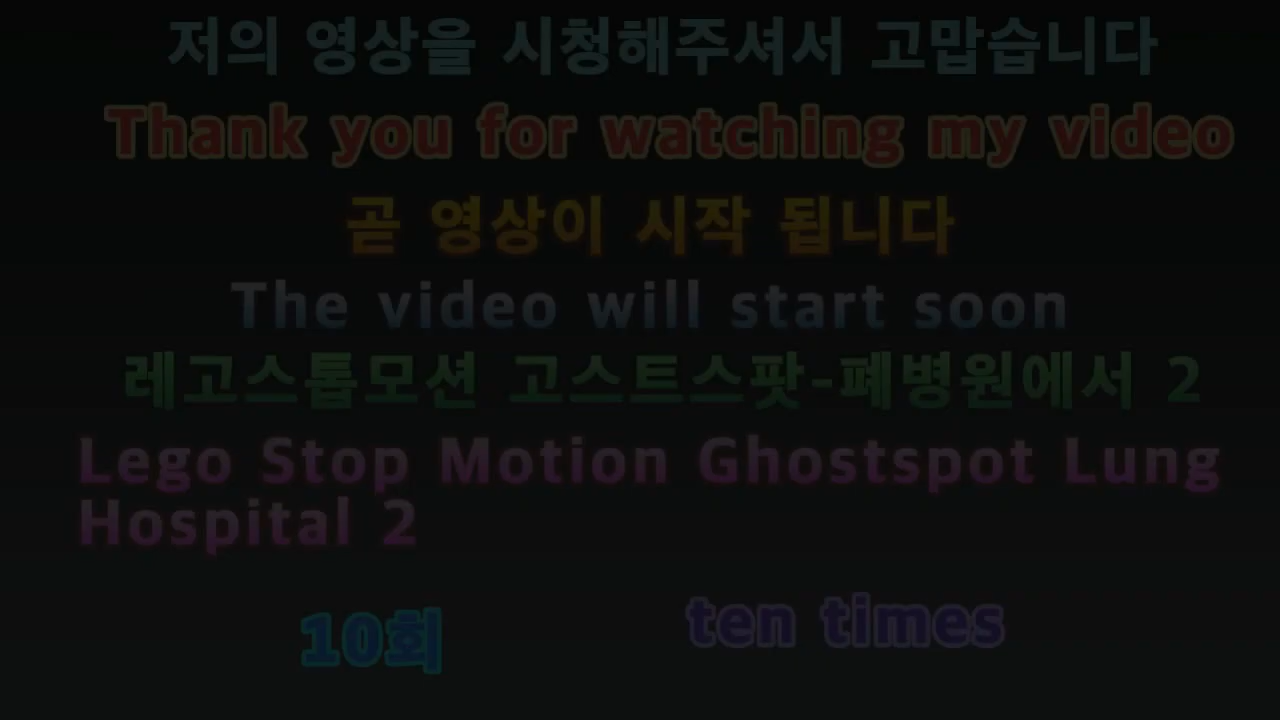 저의 영상을 시청해주셔서 고맙습니다
Thank you for watching my video
곧 영상이 시작 됩니다
The video will start soon
레고스톱모션 고스트스팟-폐병원에서 2
Lego Stop Motion Ghostspot Lung
Hospital 2
10회 ten times